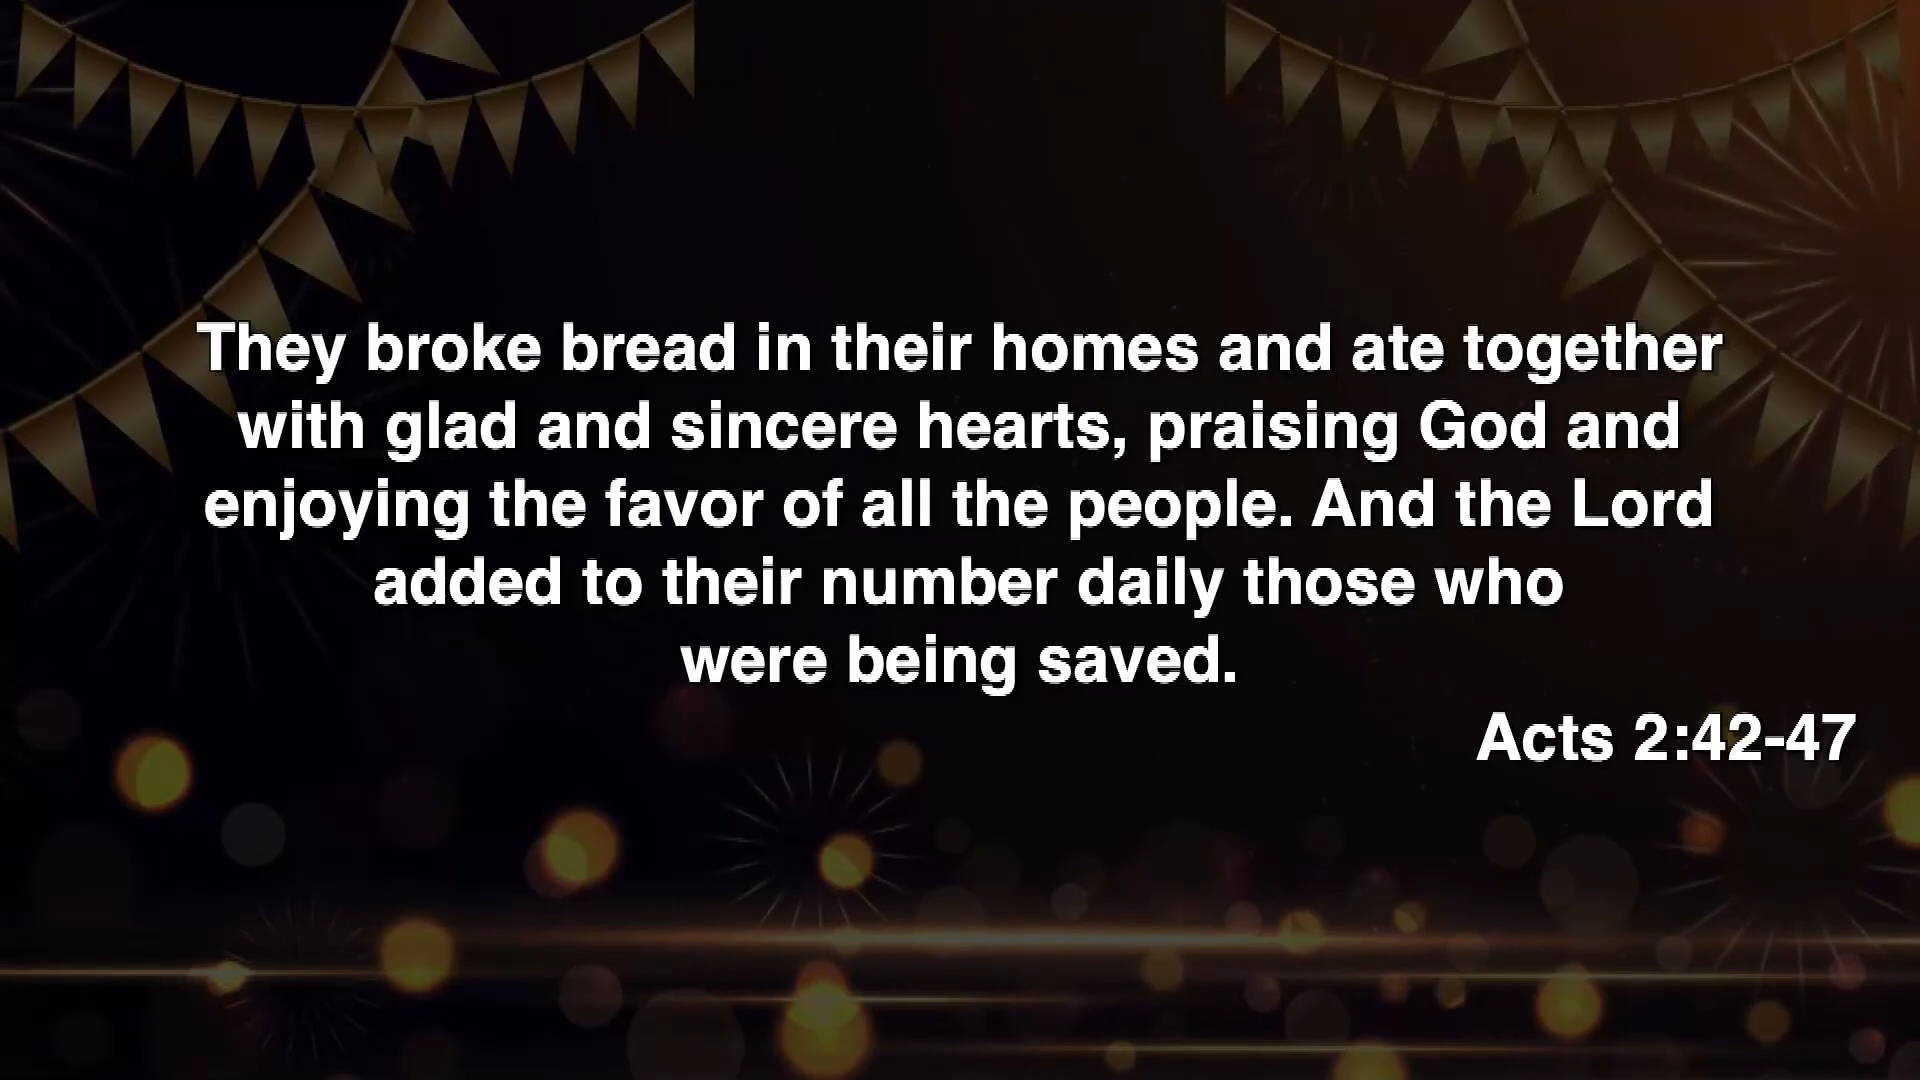 They broke bread in their homes and ate together
with glad and sincere hearts, praising God and
enjoying the favor of all the people. And the Lord
added to their number daily those who
were being saved.
Acts 2:42-47